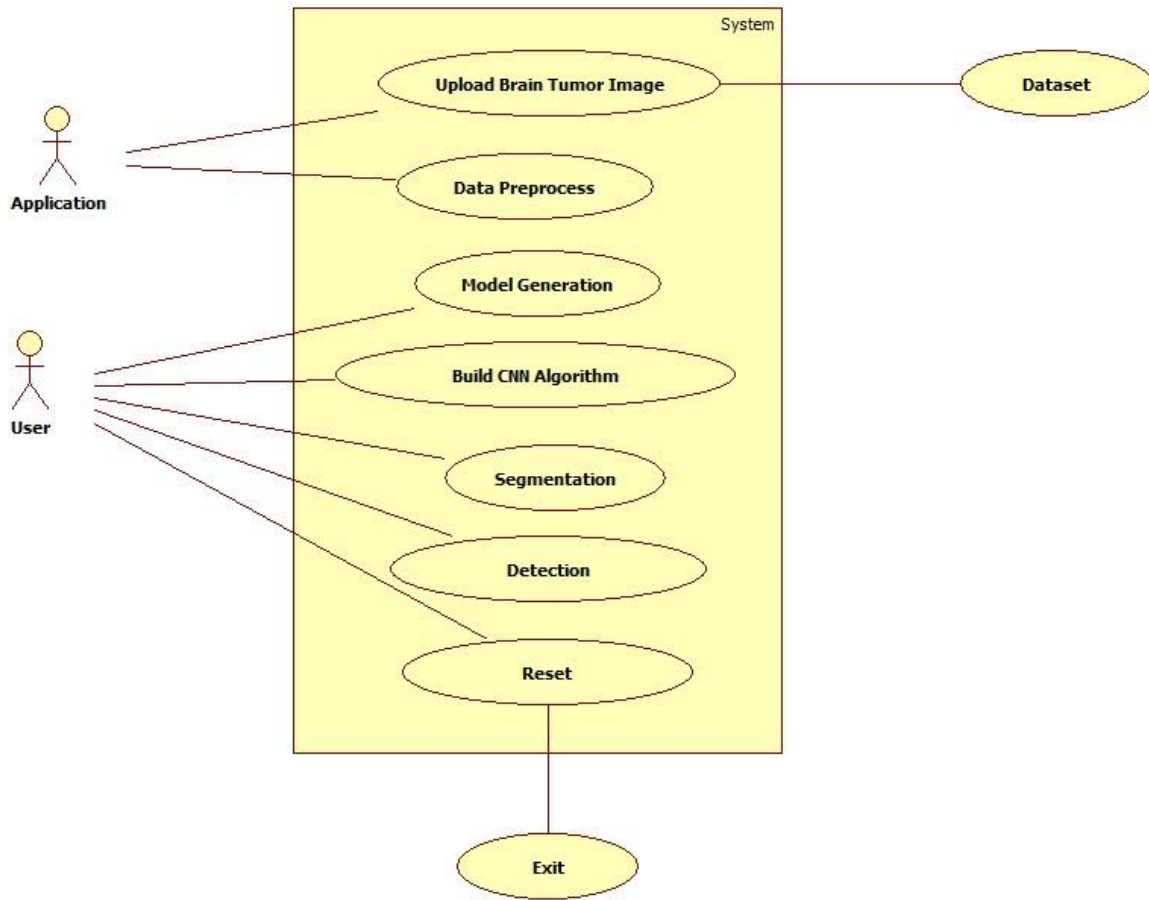 System
Upload Brain Tumor Image
Dataset
Application
Data Preprocess
Model Generation
User
Build CNN Algorithm
Segmentation
Detection
Reset
Exit